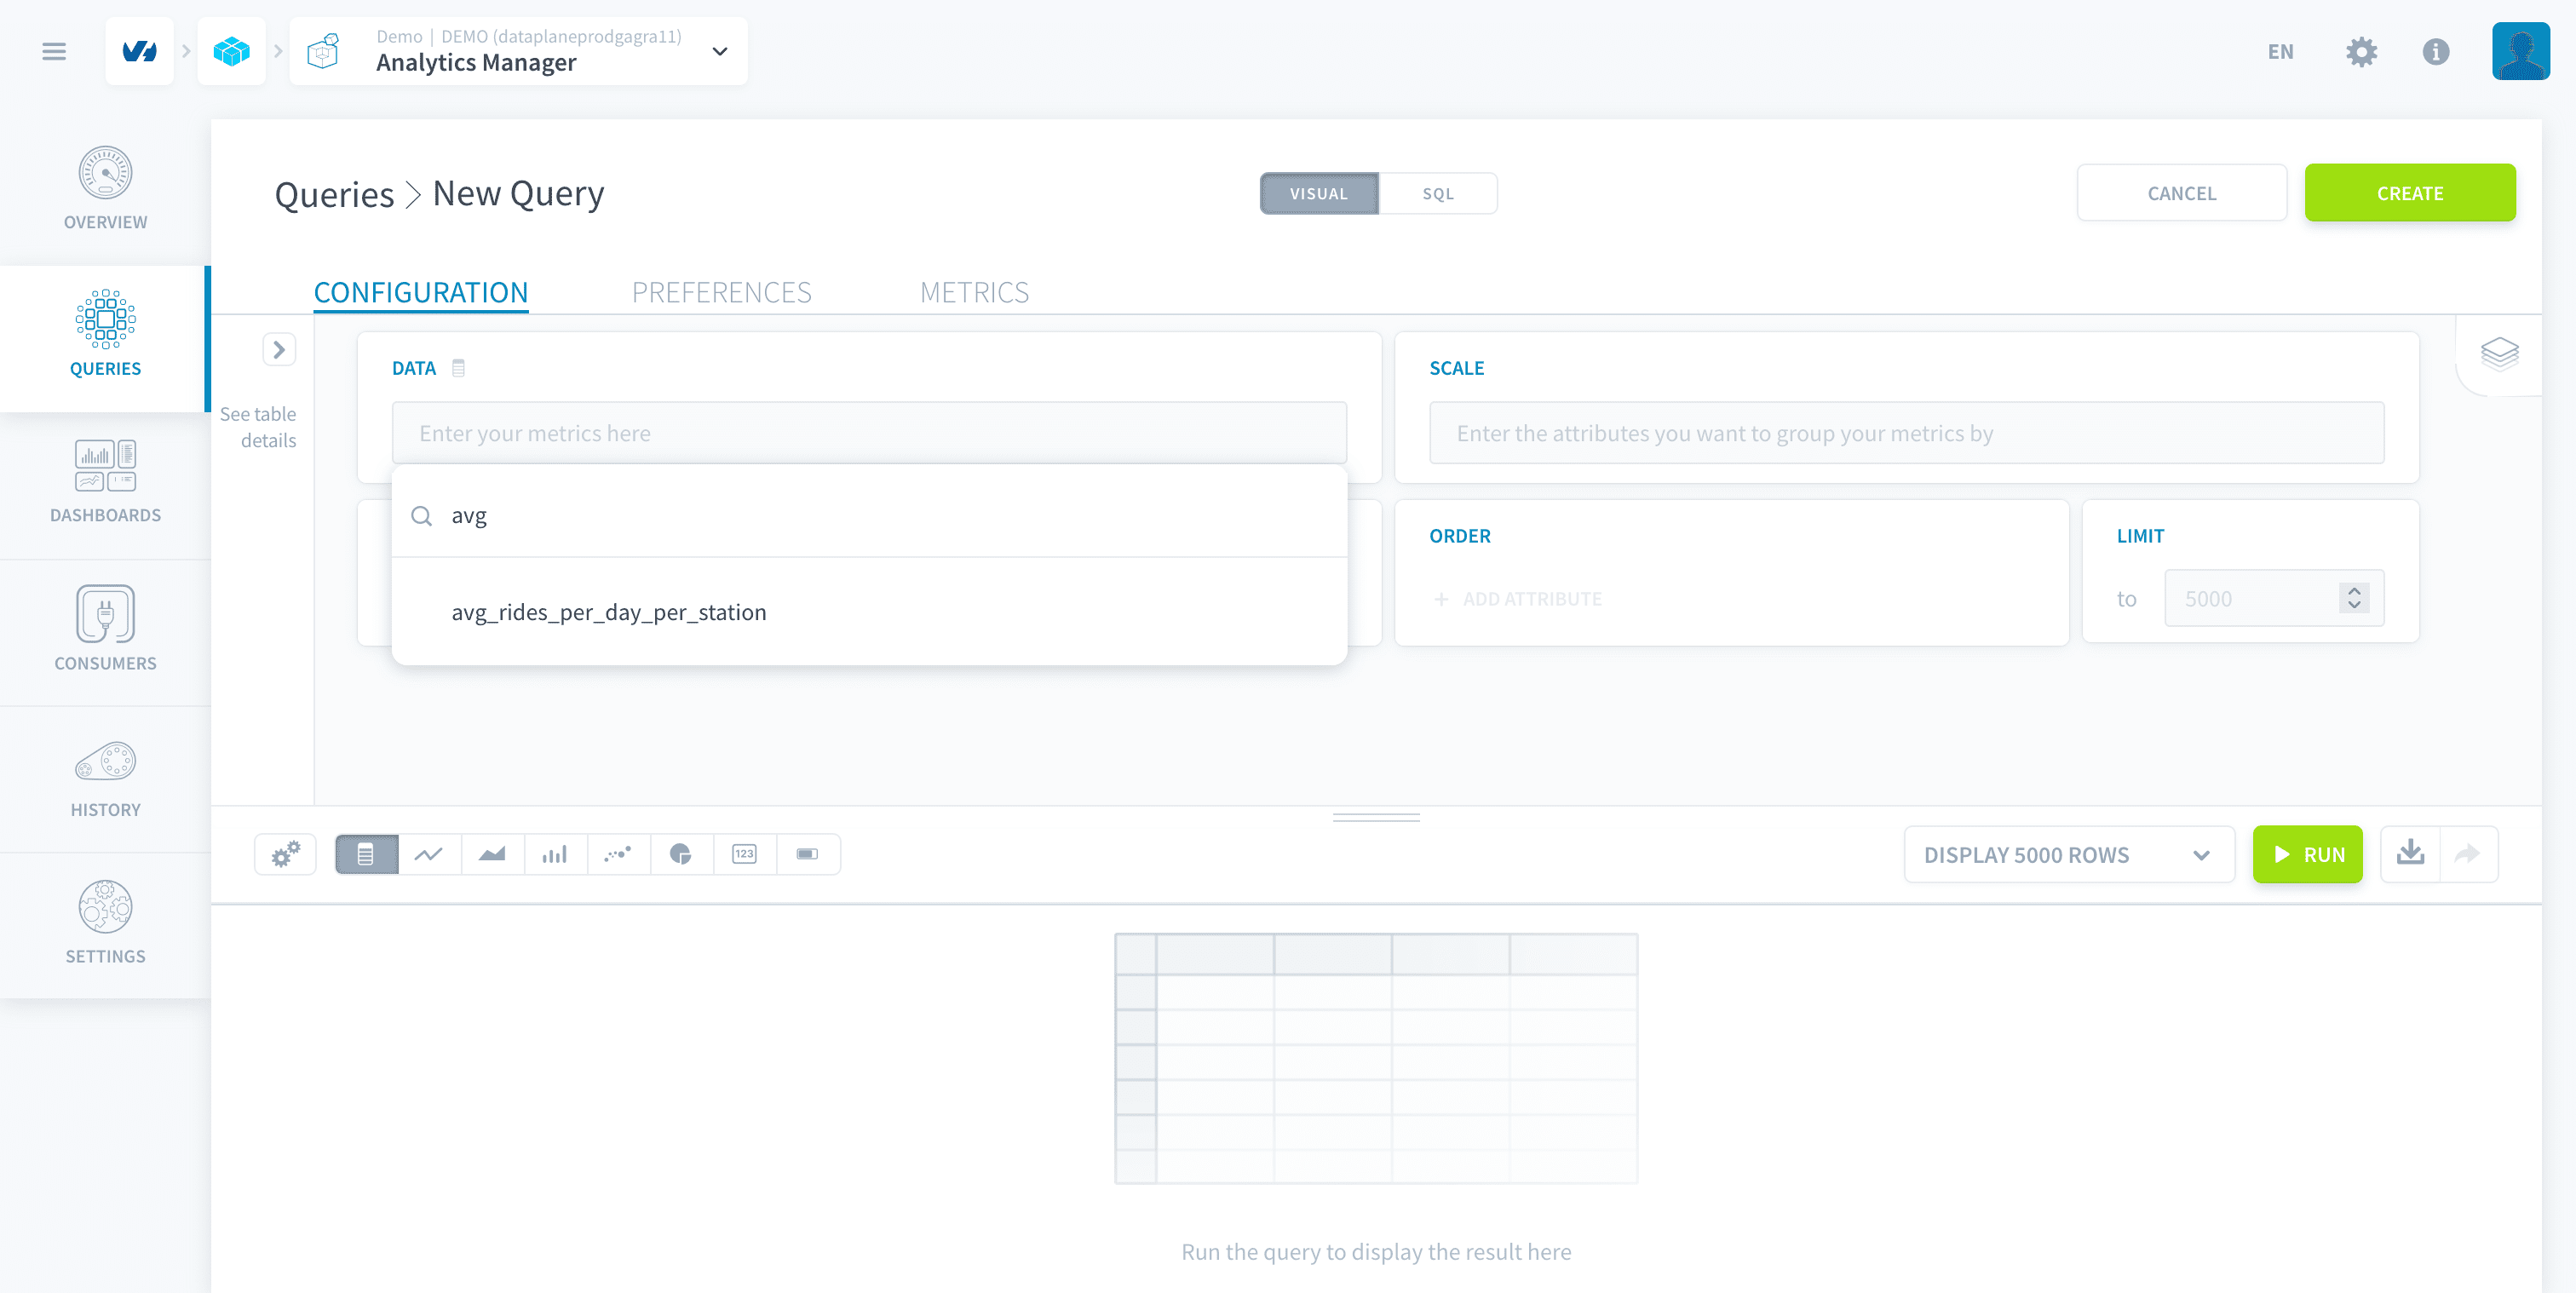 Demo | DEMO (dataplaneprodgagra11)
Analytics Manager
EN
OVERVIEW
QUERIES
DASHBOARDS
CONSUMERS
HISTORY
SETTINGS
Queries > New Query
VISUAL
SQL
CANCEL
CREATE
CONFIGURATION
PREFERENCES
METRICS
See table
details
DATA
Enter your metrics here
avg
avg_rides_per_day_per_station
SCALE
Enter the attributes you want to group your metrics by
ORDER
+ ADD ATTRIBUTE
LIMIT
to
5000
123
DISPLAY 5000 ROWS
RUN
Run the query to display the result here